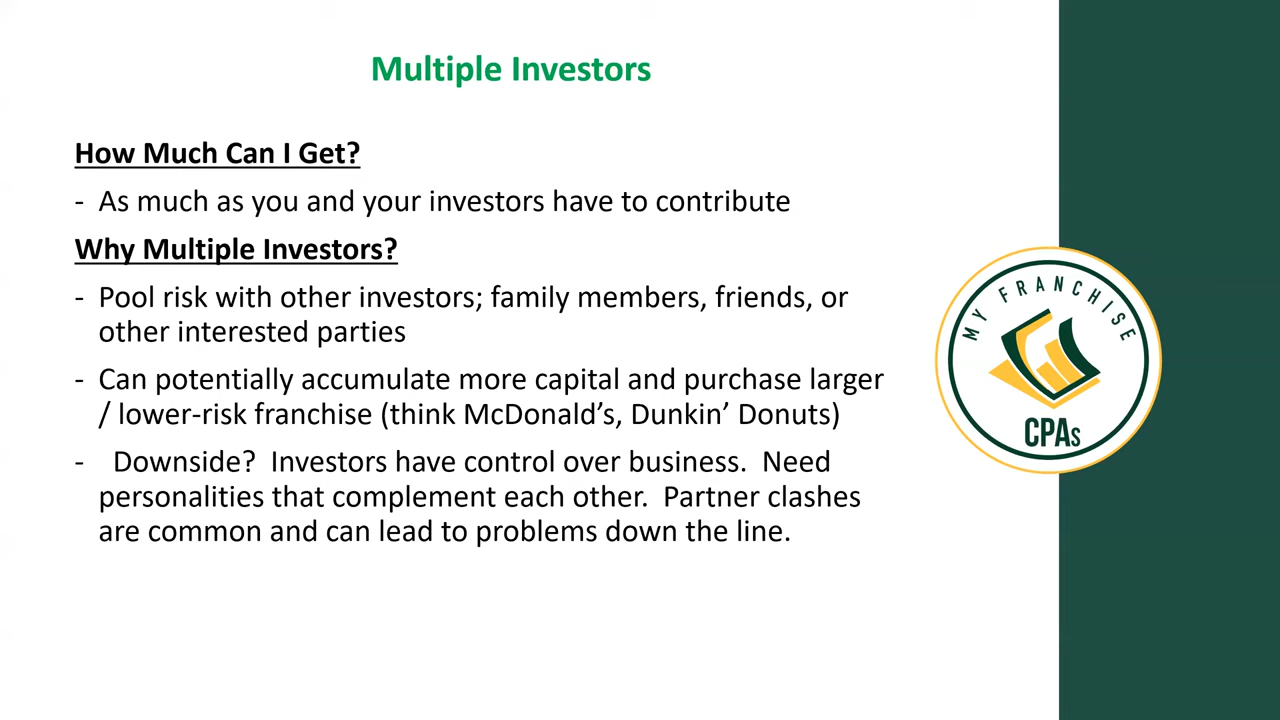 Multiple Investors
How Much Can I Get?
- As much as you and your investors have to contribute
Why Multiple Investors?
- Pool risk with other investors; family members, friends, or
other interested parties
- Can potentially accumulate more capital and purchase larger
/ lower-risk franchise (think McDonald’s, Dunkin’ Donuts)
- Downside? Investors have control over business. Need
personalities that complement each other. Partner clashes
are common and can lead to problems down the line.
MY FRANCHISE
CPAs